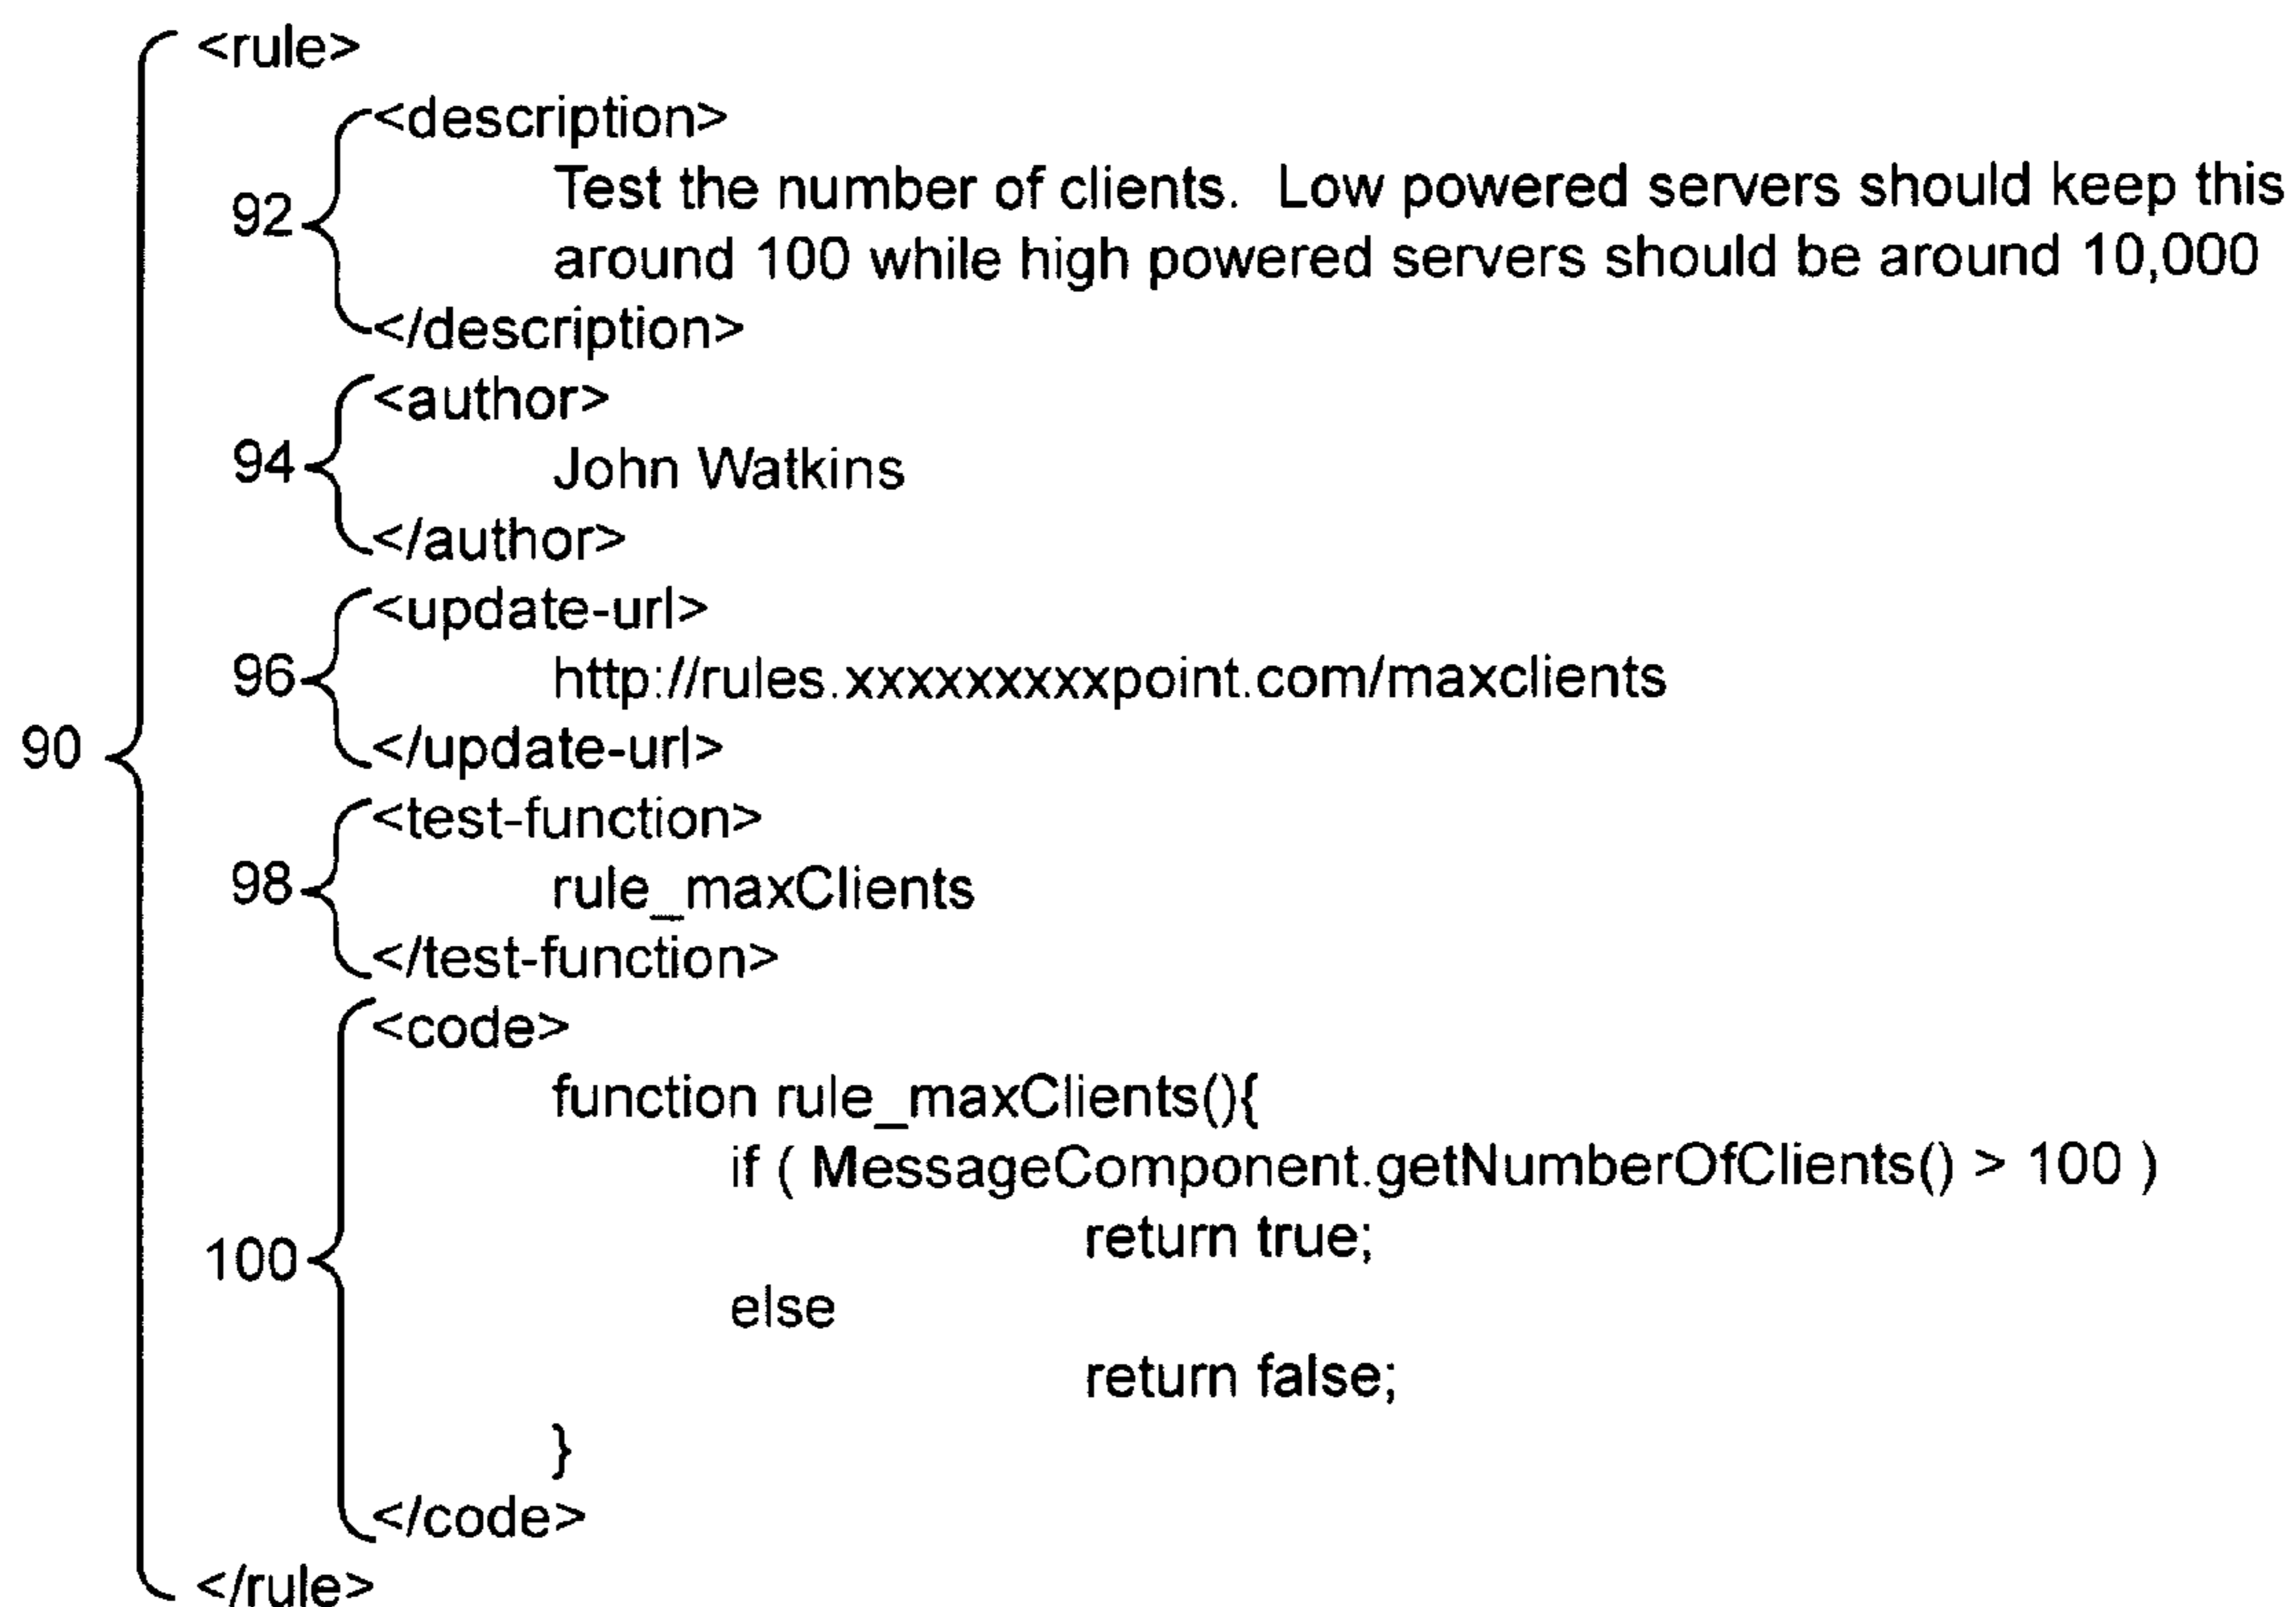 <rule>
<description>
92 Test the number of clients. Low powered servers should keep this
around 100 while high powered servers should be around 10,000
</description>
<author>
94 John Watkins
</author>
<update-url>
96 http://rules.xxxxxxxxxpoint.com/maxclients
90 </update-url>
<test-function>
98 rule_maxClients
</test-function>
<code>
function rule_maxClients(){
if ( MessageComponent.getNumberOfClients() > 100 )
return true;
100
else
return false;
}
</code>
</rule>